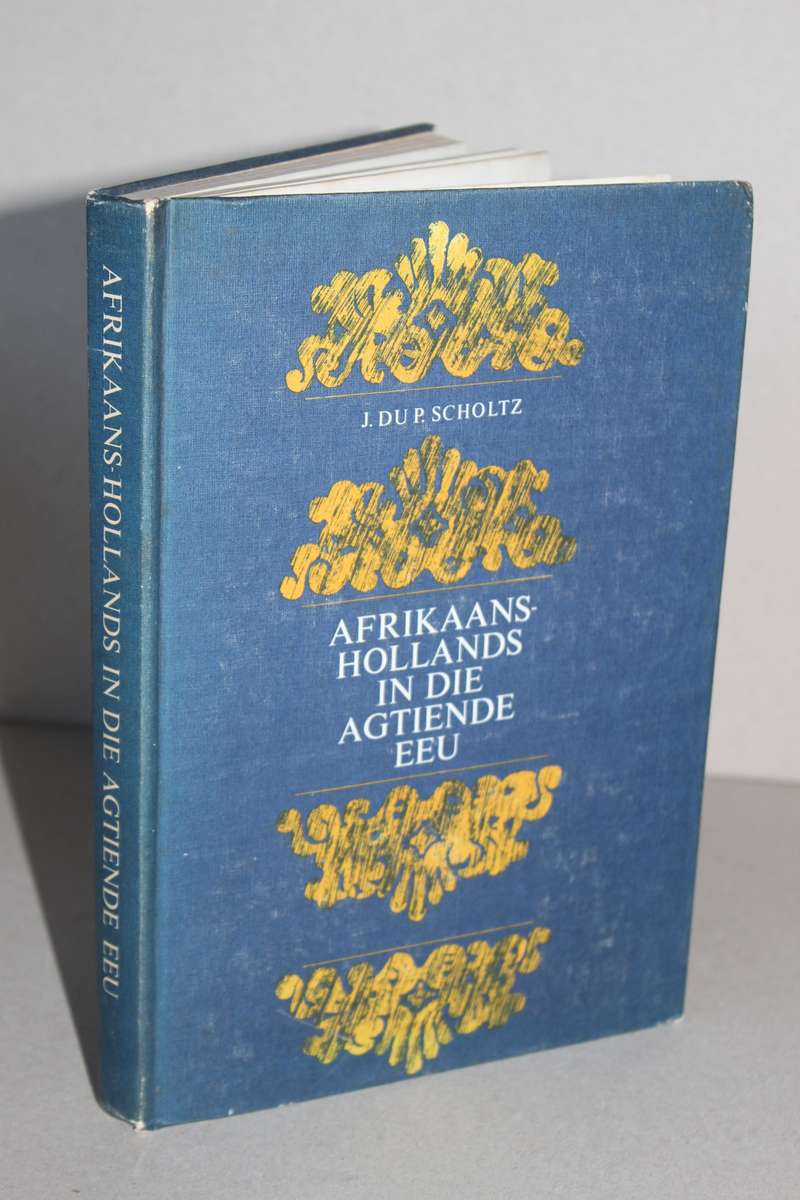 AFRIKAANS-HOLLANDS IN DIE AGTIENDE EEU
J. DU P. SCHOLTZ
AFRIKAANS-
HOLLANDS
IN DIE
AGTIENDE
EEU